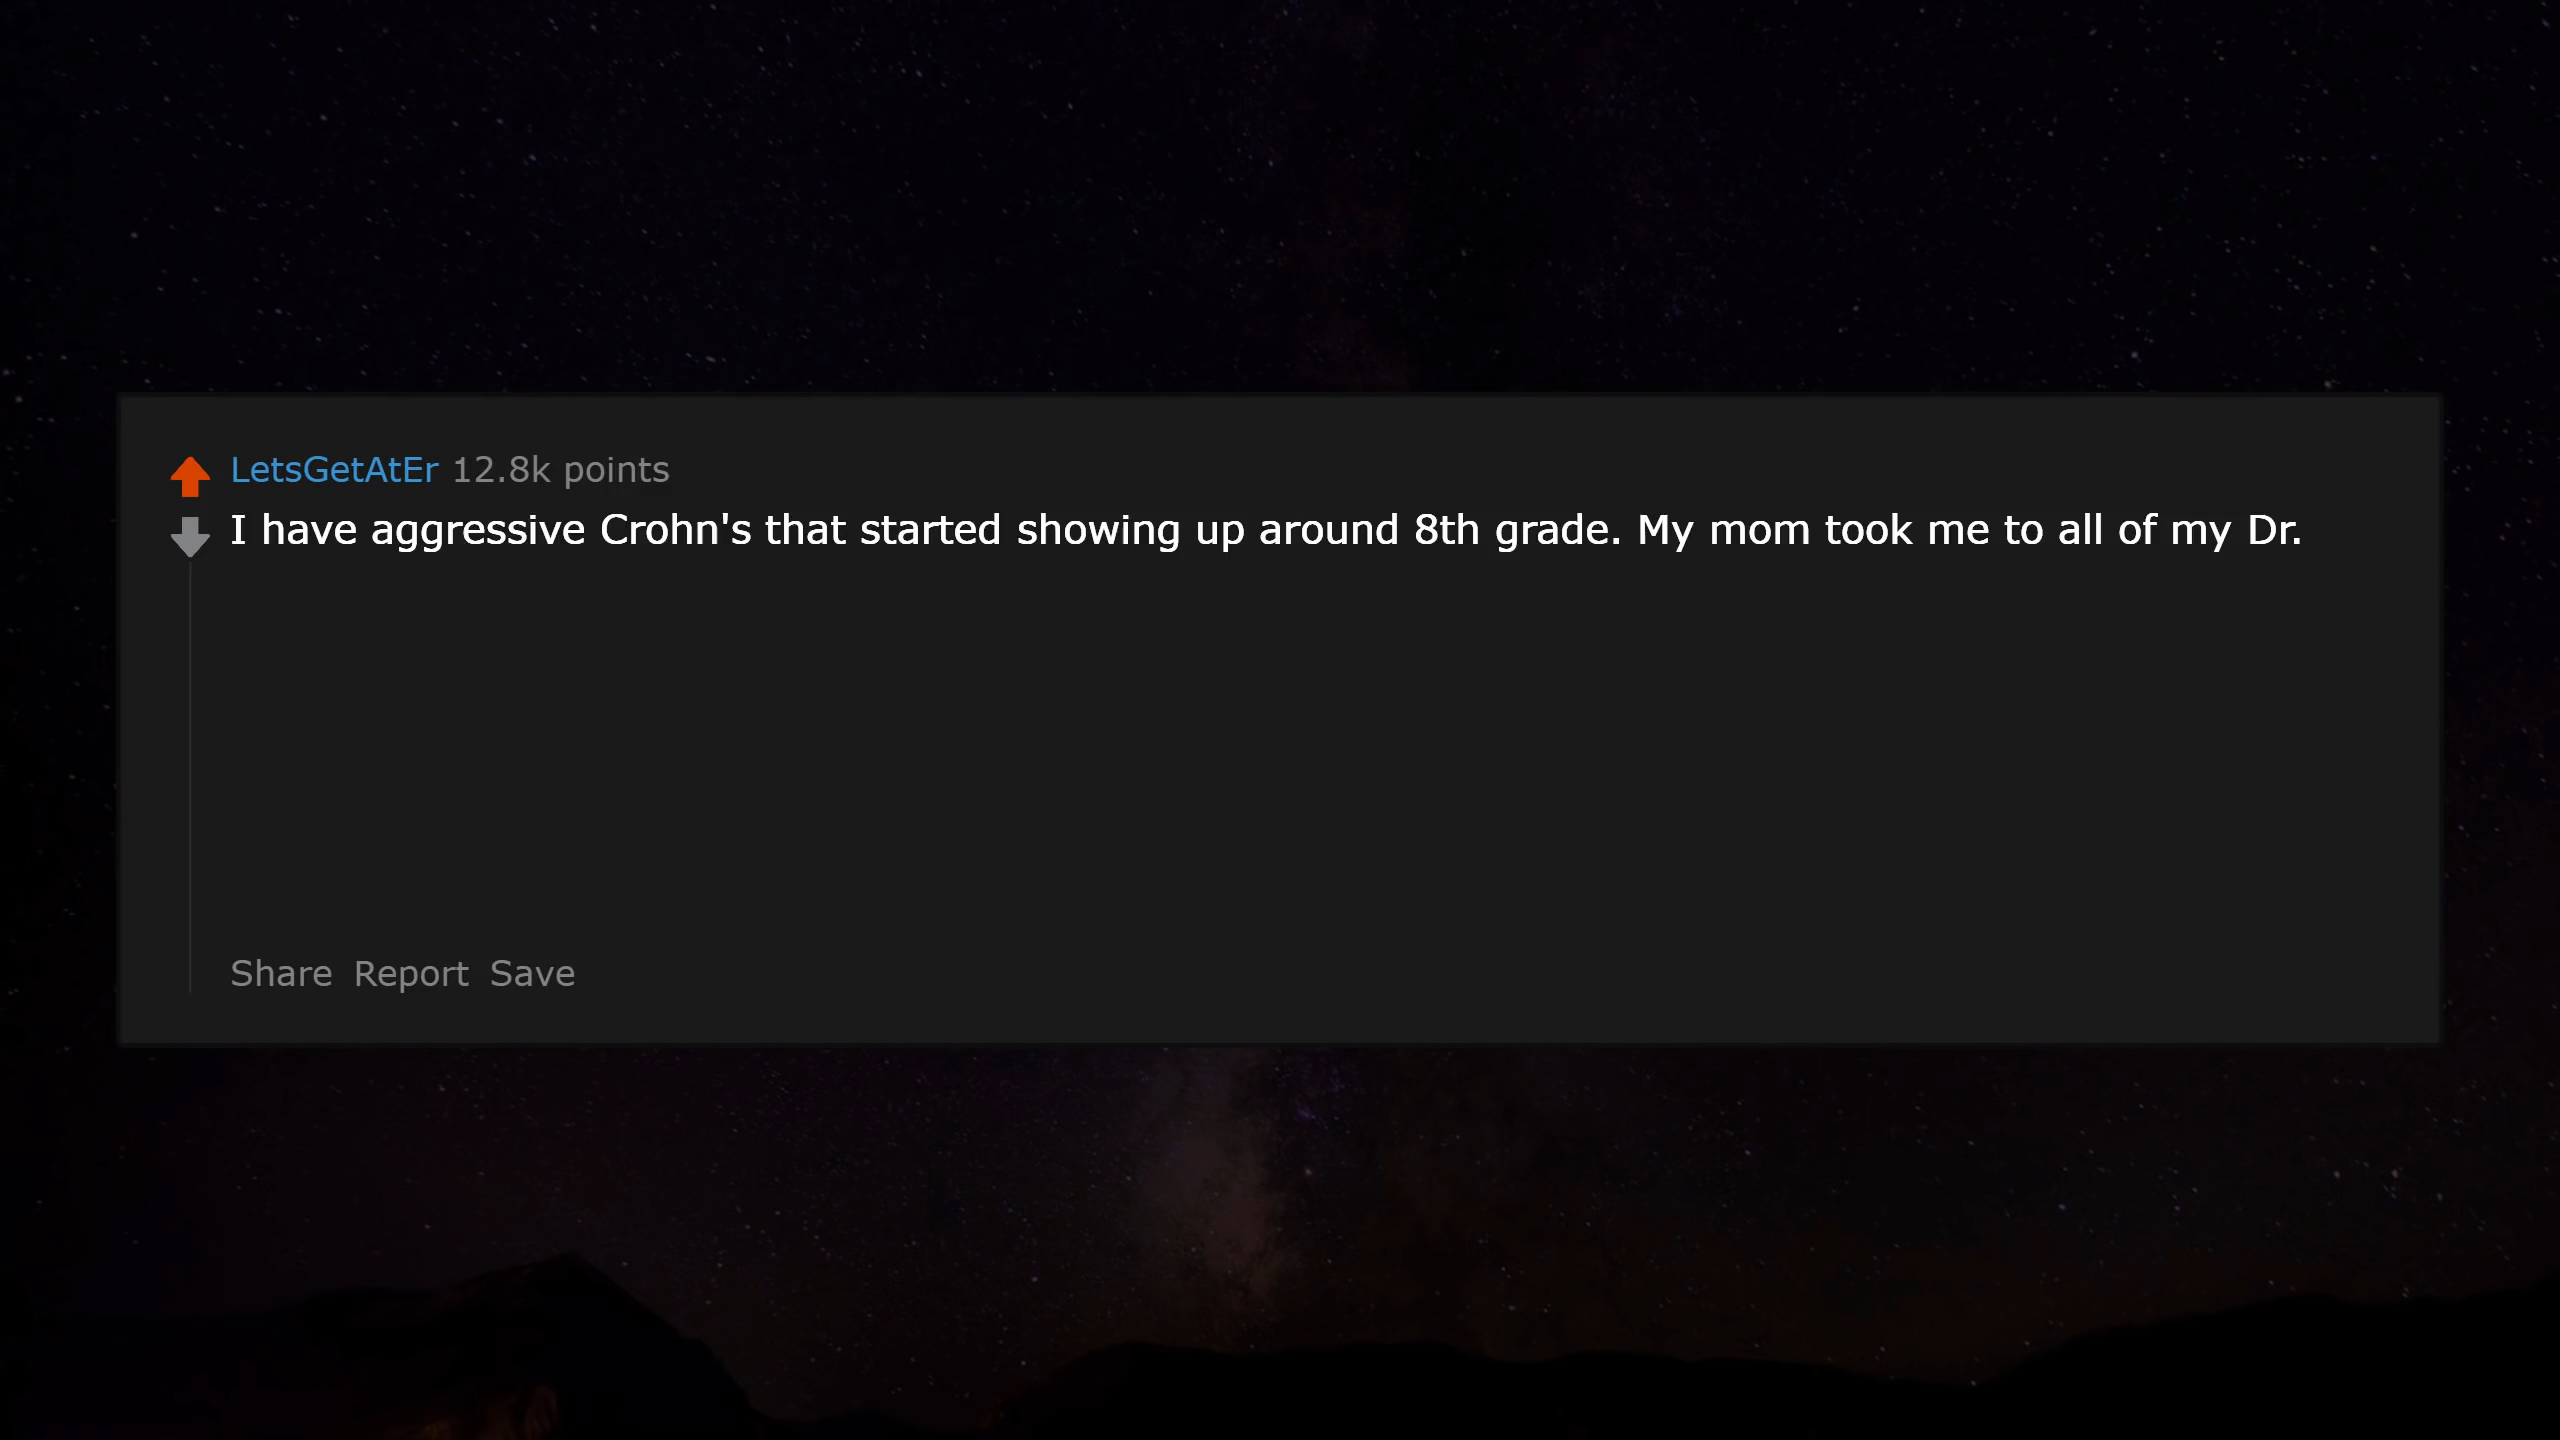 LetsGetAtEr 12.8k points
I have aggressive Crohn's that started showing up around 8th grade. My mom took me to all of my Dr.
Share Report Save